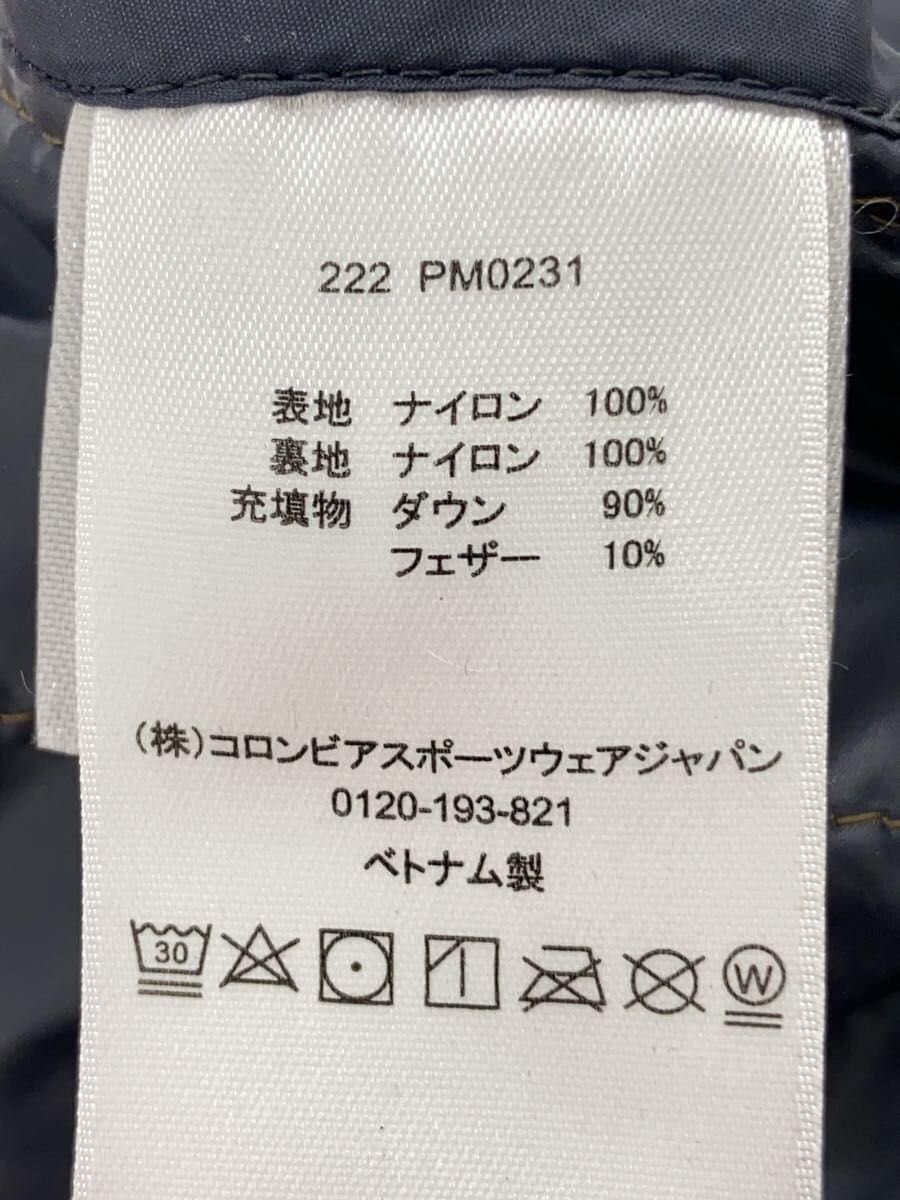 222 PM0231
表地 ナイロン 100%
裏地 ナイロン 100%
充填物 ダウン 90%
フェザー 10%
(株)コロンビアスポーツウェアジャパン
0120-193-821
ベトナム製
30 W